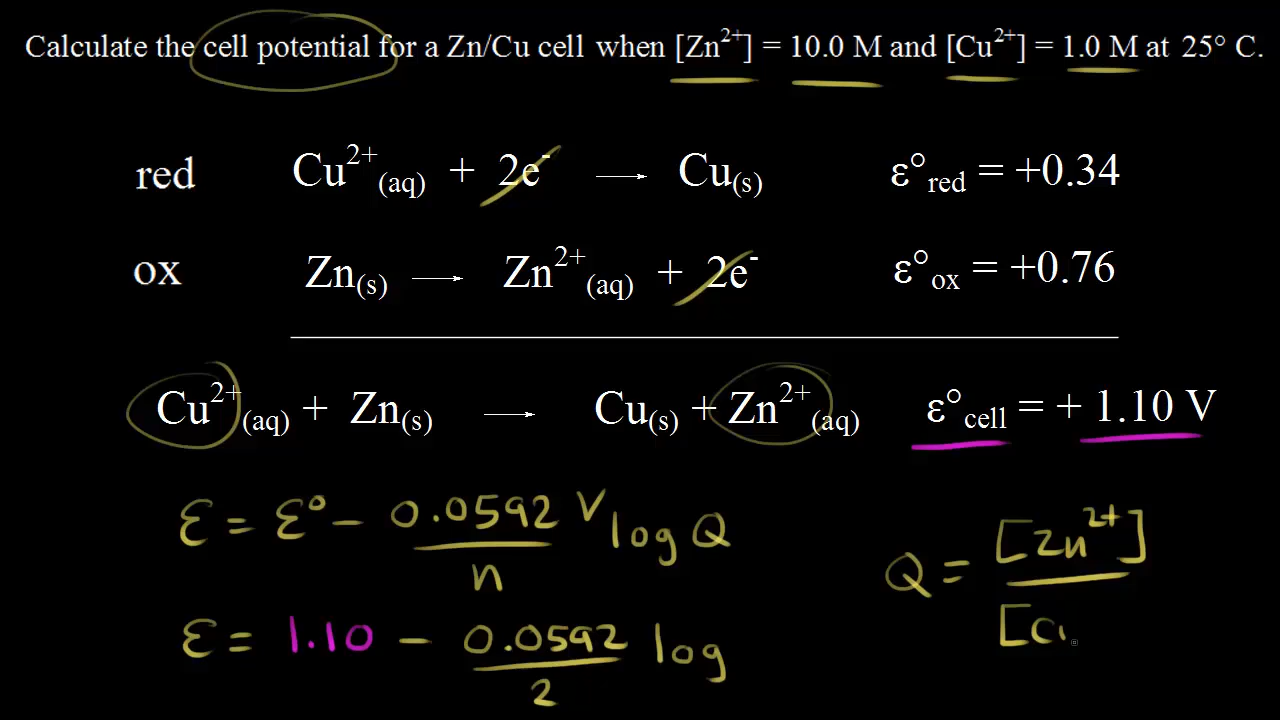 Calculate the cell potential for a Zn/Cu cell when [Zn²⁺] = 10.0 M and [Cu²⁺] = 1.0 M at 25° C.
red Cu²⁺(aq) + 2e⁻ → Cu(s) ε°red = +0.34
ox Zn(s) → Zn²⁺(aq) + 2e⁻ ε°ox = +0.76
Cu²⁺(aq) + Zn(s) → Cu(s) + Zn²⁺(aq) ε°cell = + 1.10 V
ε = ε° − 0.0592 V / n log Q
Q = [Zn²⁺] / [Cu
ε = 1.10 − 0.0592 / 2 log